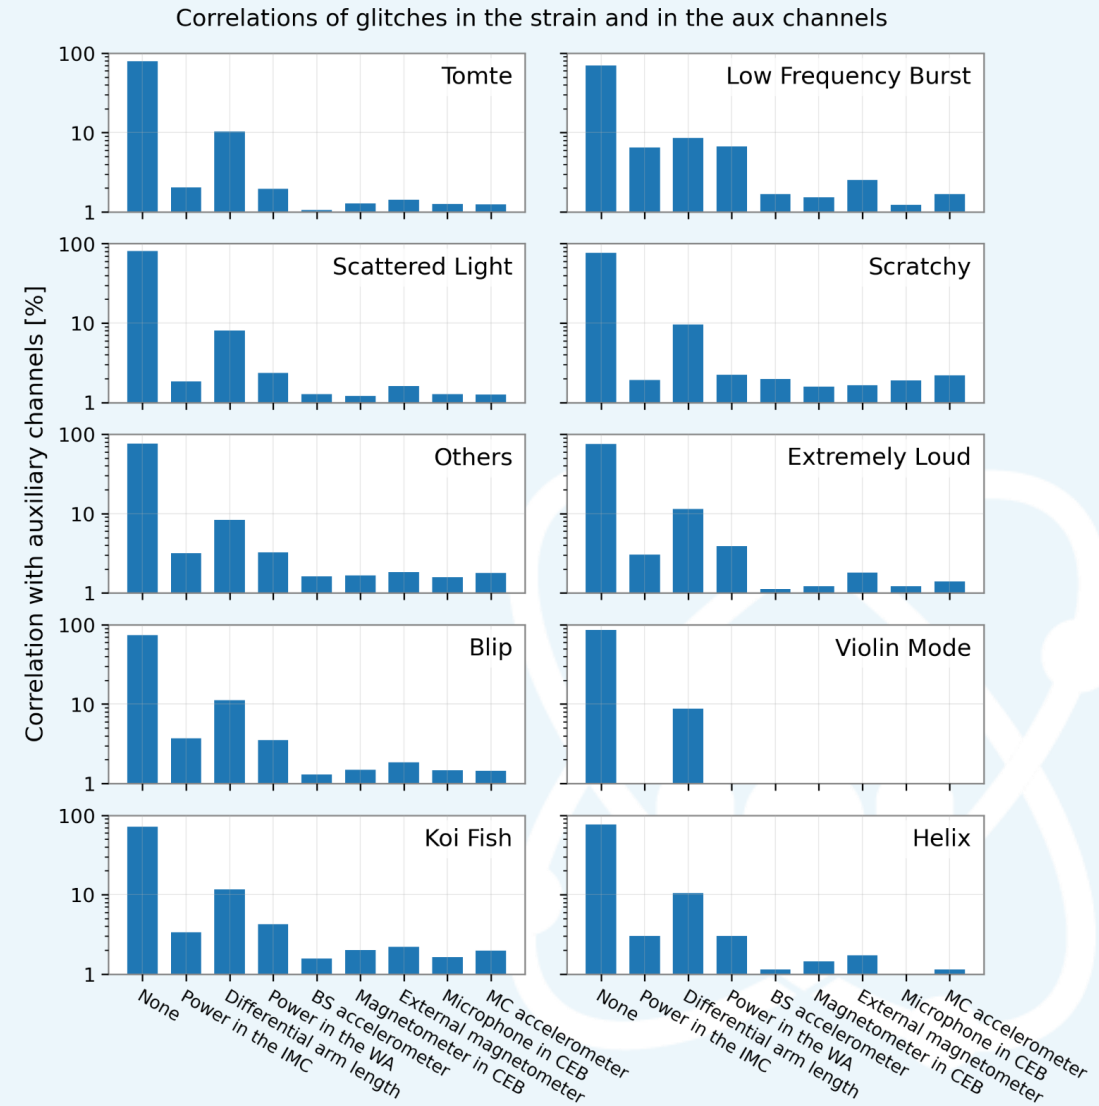 Correlations of glitches in the strain and in the aux channels
Correlation with auxiliary channels [%]
100
10
1
Tomte
Low Frequency Burst
100
10
1
Scattered Light
Scratchy
100
10
1
Others
Extremely Loud
100
10
1
Blip
Violin Mode
100
10
1
Koi Fish
Helix
None
Power in the IMC
Differential arm length
Power in the WA
BS accelerometer
Magnetometer in CEB
External magnetometer
Microphone in CEB
MC accelerometer
None
Power in the IMC
Differential arm length
Power in the WA
BS accelerometer
Magnetometer in CEB
External magnetometer
Microphone in CEB
MC accelerometer